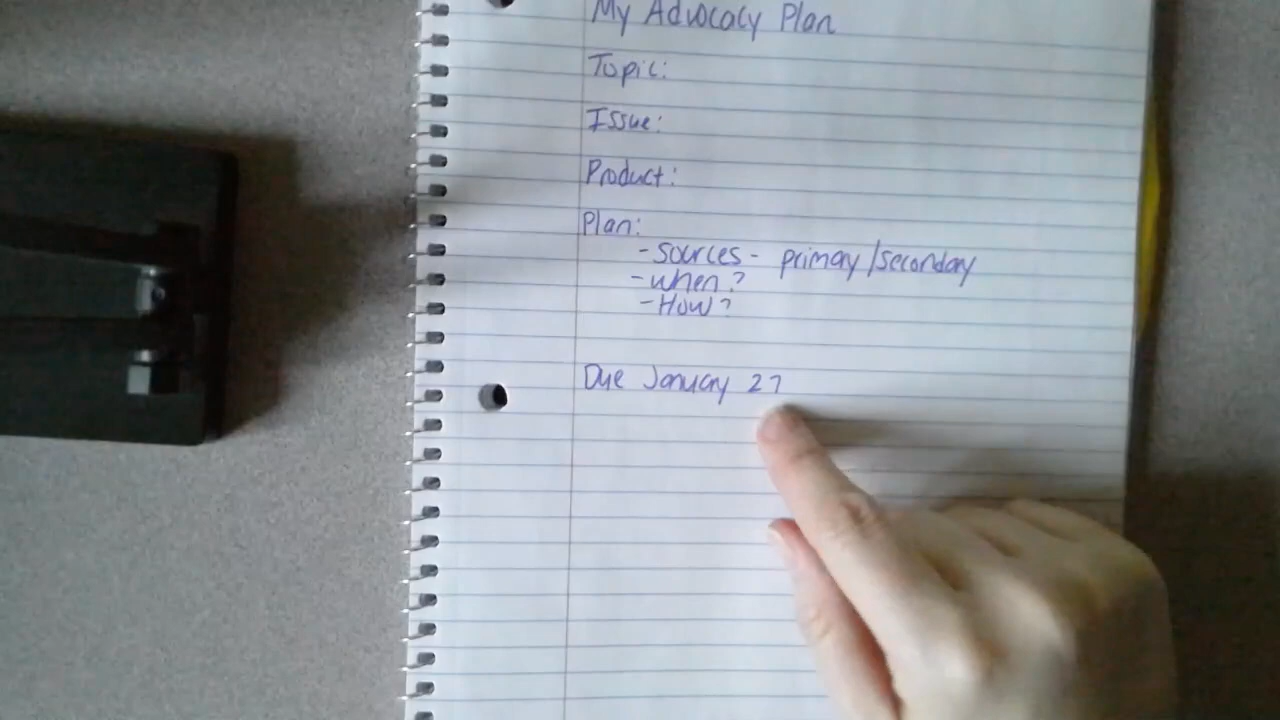 My Advocacy Plan
Topic:
Issue:
Product:
Plan:
- sources - primary/secondary
- when?
- How?
Due January 27